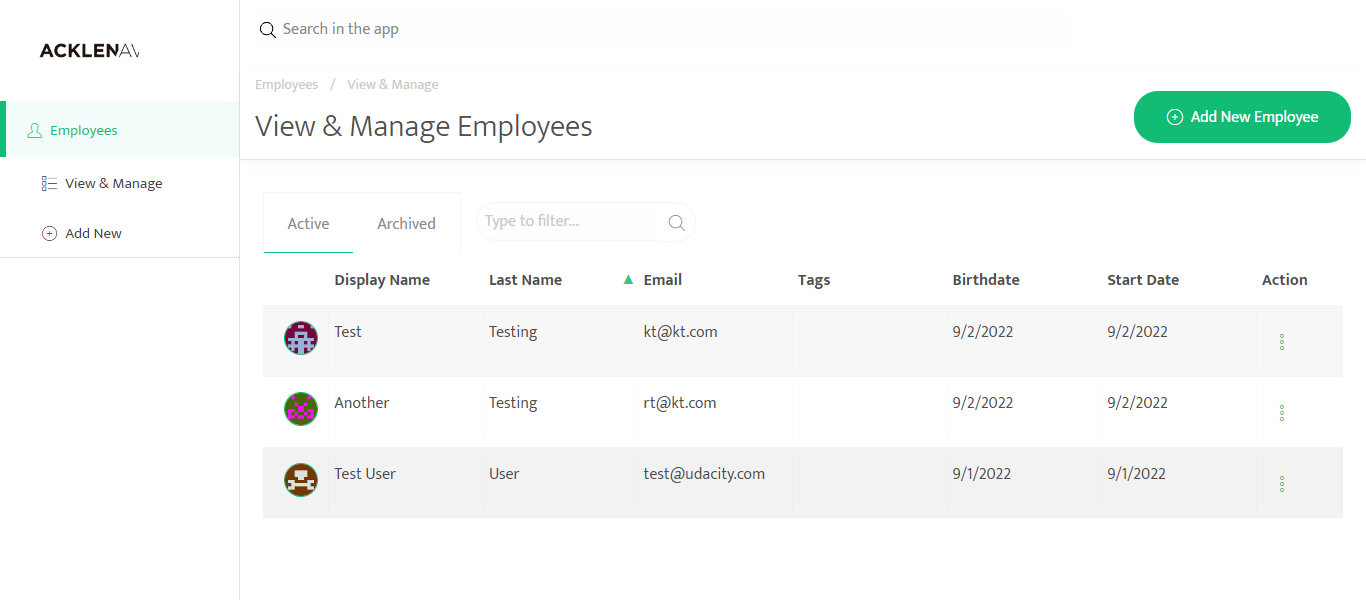 ACKLENAV
Search in the app
Employees / View & Manage
View & Manage Employees
Add New Employee
Employees
View & Manage
Add New
Active Archived Type to filter...
Display Name Last Name ▲ Email Tags Birthdate Start Date Action
Test Testing kt@kt.com 9/2/2022 9/2/2022
Another Testing rt@kt.com 9/2/2022 9/2/2022
Test User User test@udacity.com 9/1/2022 9/1/2022